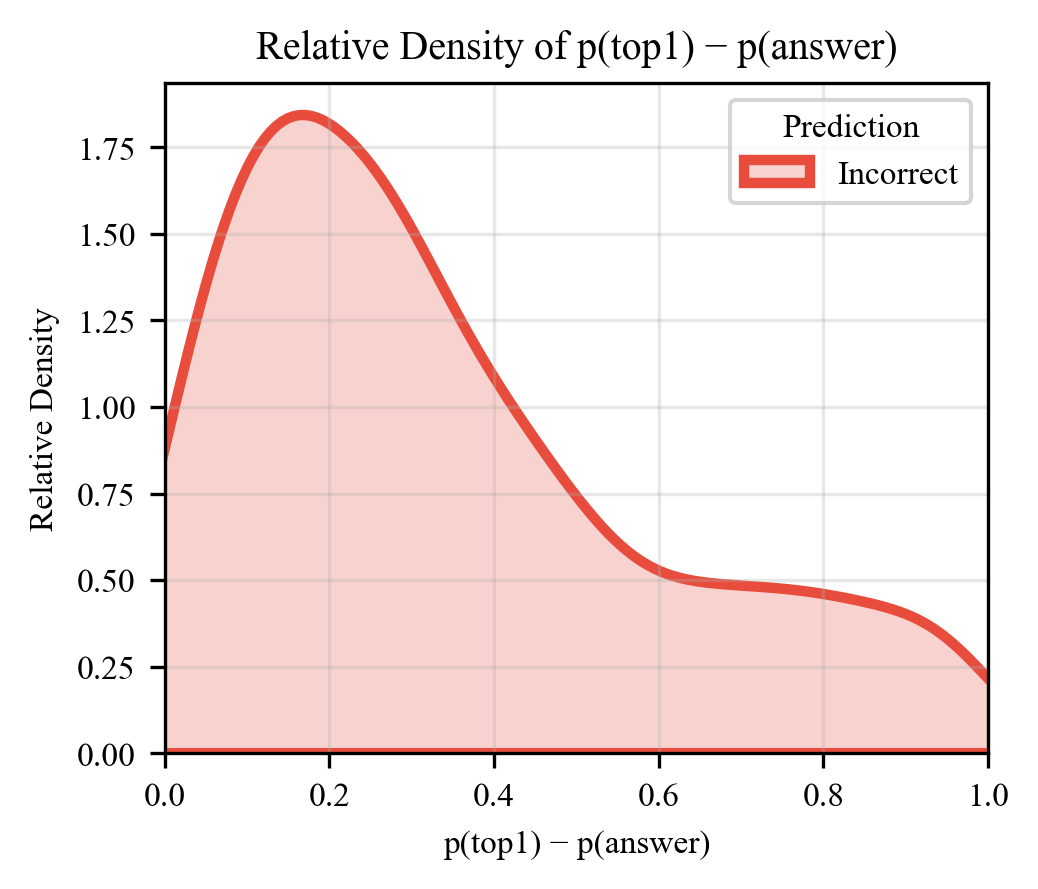 Relative Density of p(top1) − p(answer)
Prediction
Incorrect
Relative Density
1.75
1.50
1.25
1.00
0.75
0.50
0.25
0.00
0.0 0.2 0.4 0.6 0.8 1.0
p(top1) − p(answer)